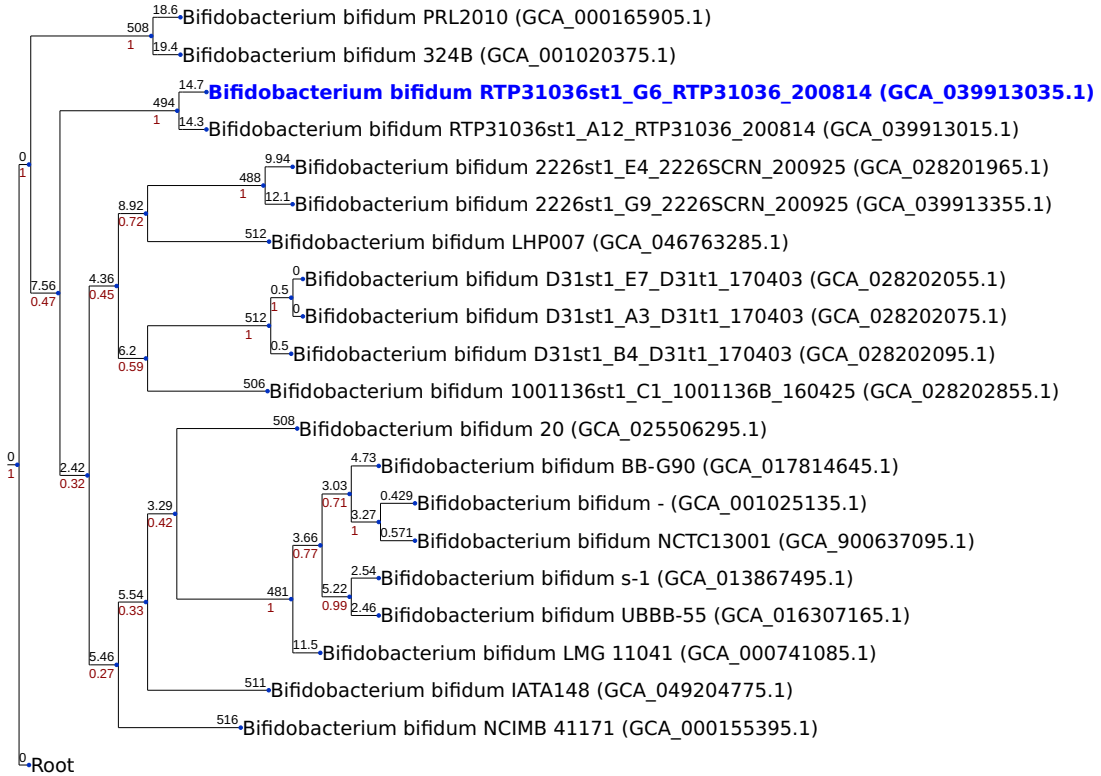 18.6
Bifidobacterium bifidum PRL2010 (GCA_000165905.1)
508
1
19.4
Bifidobacterium bifidum 324B (GCA_001020375.1)
14.7
Bifidobacterium bifidum RTP31036st1_G6_RTP31036_200814 (GCA_039913035.1)
494
1
14.3
Bifidobacterium bifidum RTP31036st1_A12_RTP31036_200814 (GCA_039913015.1)
0
1
9.94
Bifidobacterium bifidum 2226st1_E4_2226SCRN_200925 (GCA_028201965.1)
488
1
12.1
Bifidobacterium bifidum 2226st1_G9_2226SCRN_200925 (GCA_039913355.1)
8.92
0.72
512
Bifidobacterium bifidum LHP007 (GCA_046763285.1)
7.56
0.47
4.36
0.45
0
Bifidobacterium bifidum D31st1_E7_D31t1_170403 (GCA_028202055.1)
0.5
1
0
Bifidobacterium bifidum D31st1_A3_D31t1_170403 (GCA_028202075.1)
512
1
0.5
Bifidobacterium bifidum D31st1_B4_D31t1_170403 (GCA_028202095.1)
6.2
0.59
506
Bifidobacterium bifidum 1001136st1_C1_1001136B_160425 (GCA_028202855.1)
508
Bifidobacterium bifidum 20 (GCA_025506295.1)
0
1
2.42
0.32
4.73
Bifidobacterium bifidum BB-G90 (GCA_017814645.1)
3.03
0.71
0.429
Bifidobacterium bifidum - (GCA_001025135.1)
3.29
0.42
3.27
1
0.571
Bifidobacterium bifidum NCTC13001 (GCA_900637095.1)
3.66
0.77
2.54
Bifidobacterium bifidum s-1 (GCA_013867495.1)
5.22
0.99
2.46
Bifidobacterium bifidum UBBB-55 (GCA_016307165.1)
5.54
0.33
481
1
11.5
Bifidobacterium bifidum LMG 11041 (GCA_000741085.1)
5.46
0.27
511
Bifidobacterium bifidum IATA148 (GCA_049204775.1)
516
Bifidobacterium bifidum NCIMB 41171 (GCA_000155395.1)
0
Root